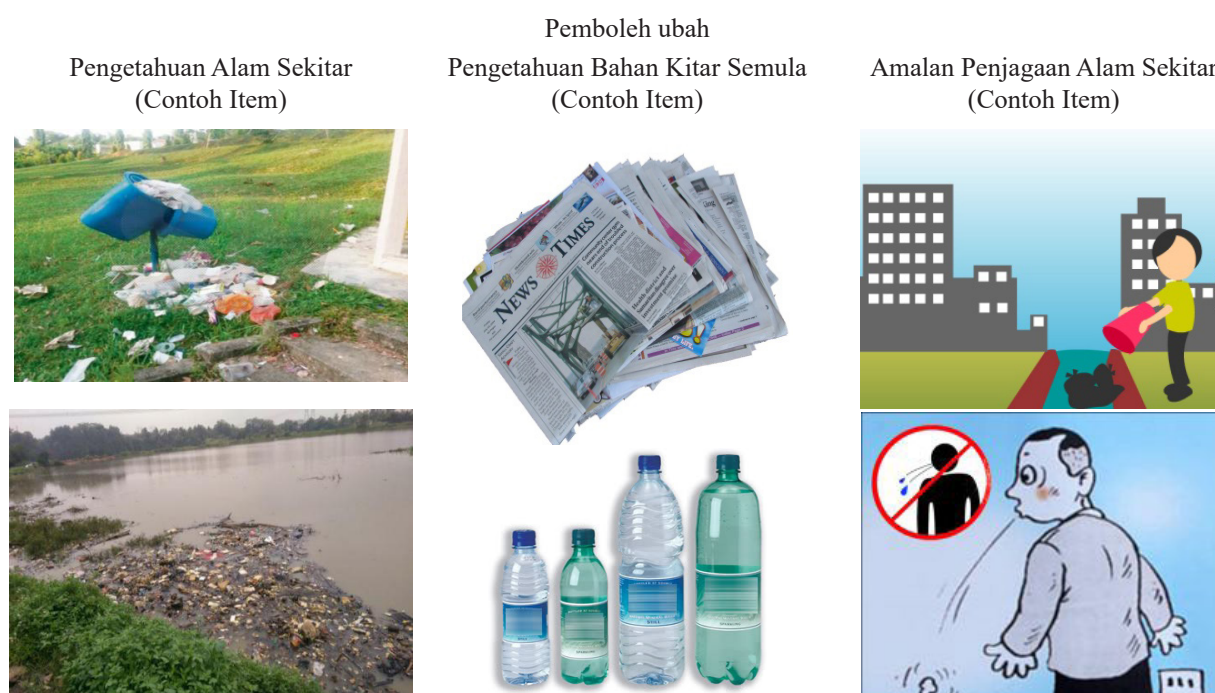 Pemboleh ubah
Pengetahuan Alam Sekitar
(Contoh Item)
Pengetahuan Bahan Kitar Semula
(Contoh Item)
Amalan Penjagaan Alam Sekitar
(Contoh Item)
NEWS TIMES